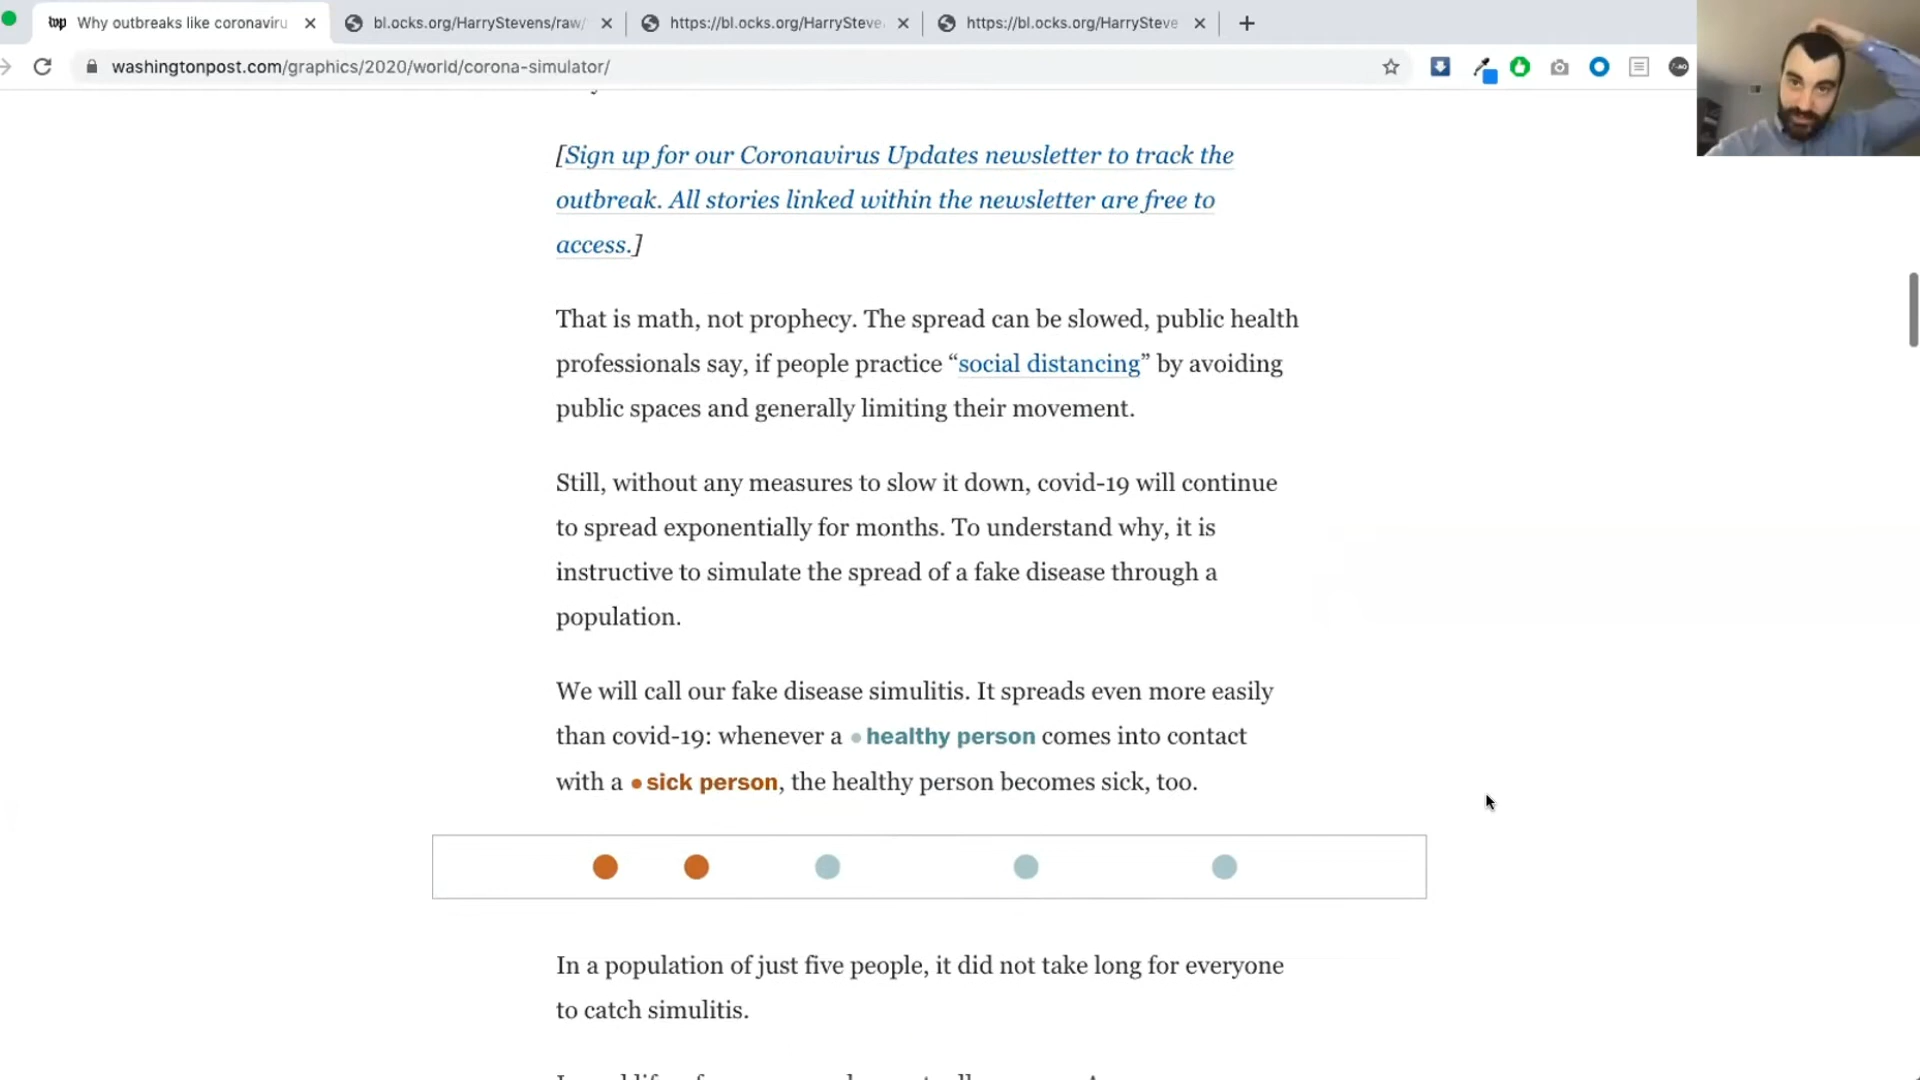 wp Why outbreaks like coronaviru
bl.ocks.org/HarryStevens/raw/
https://bl.ocks.org/HarrySteve
https://bl.ocks.org/HarrySteve
washingtonpost.com/graphics/2020/world/corona-simulator/
[Sign up for our Coronavirus Updates newsletter to track the
outbreak. All stories linked within the newsletter are free to
access.]
That is math, not prophecy. The spread can be slowed, public health
professionals say, if people practice “social distancing” by avoiding
public spaces and generally limiting their movement.
Still, without any measures to slow it down, covid-19 will continue
to spread exponentially for months. To understand why, it is
instructive to simulate the spread of a fake disease through a
population.
We will call our fake disease simulitis. It spreads even more easily
than covid-19: whenever a healthy person comes into contact
with a sick person, the healthy person becomes sick, too.
In a population of just five people, it did not take long for everyone
to catch simulitis.